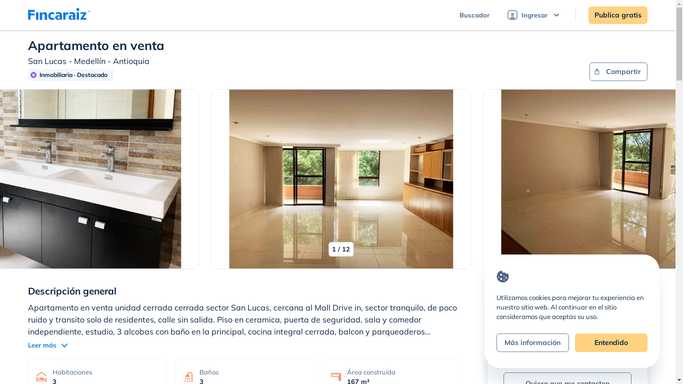 Fincaraiz
Buscador
Ingresar
Publica gratis
Apartamento en venta
San Lucas - Medellín - Antioquia
Inmobiliaria · Destacado
Compartir
1 / 12
Descripción general
Apartamento en venta unidad cerrada cerrada sector San Lucas, cercana al Mall Drive in, sector tranquilo, de poco
ruido y transito solo de residentes, calle sin salida. Piso en ceramica, puerta de seguridad, sala y comedor
independiente, estudio, 3 alcobas con baño en la principal, cocina integral cerrada, balcon y parqueaderos...
Leer más
Habitaciones
3
Baños
3
Área construida
167 m²
Utilizamos cookies para mejorar tu experiencia en
nuestro sitio web. Al continuar en el sitio
consideramos que aceptas su uso.
Más información
Entendido
Quiero que me contacten